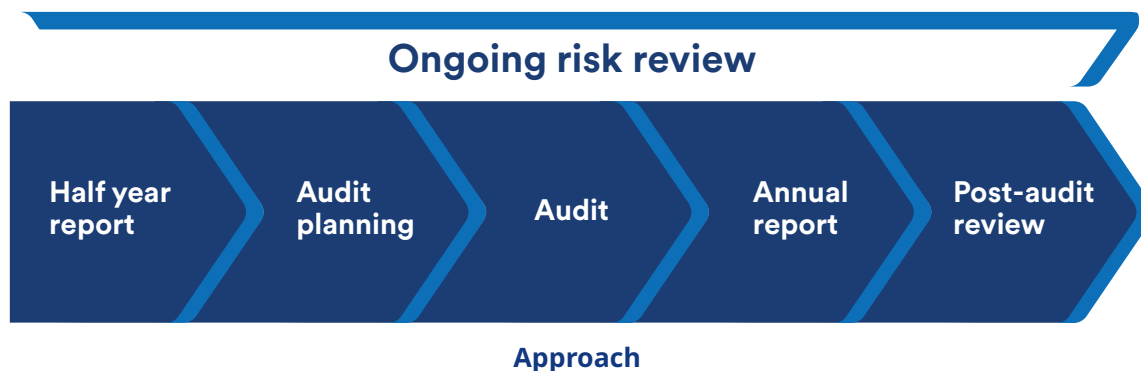 Ongoing risk review
Half year
report
Audit
planning
Audit
Annual
report
Post-audit
review
Approach